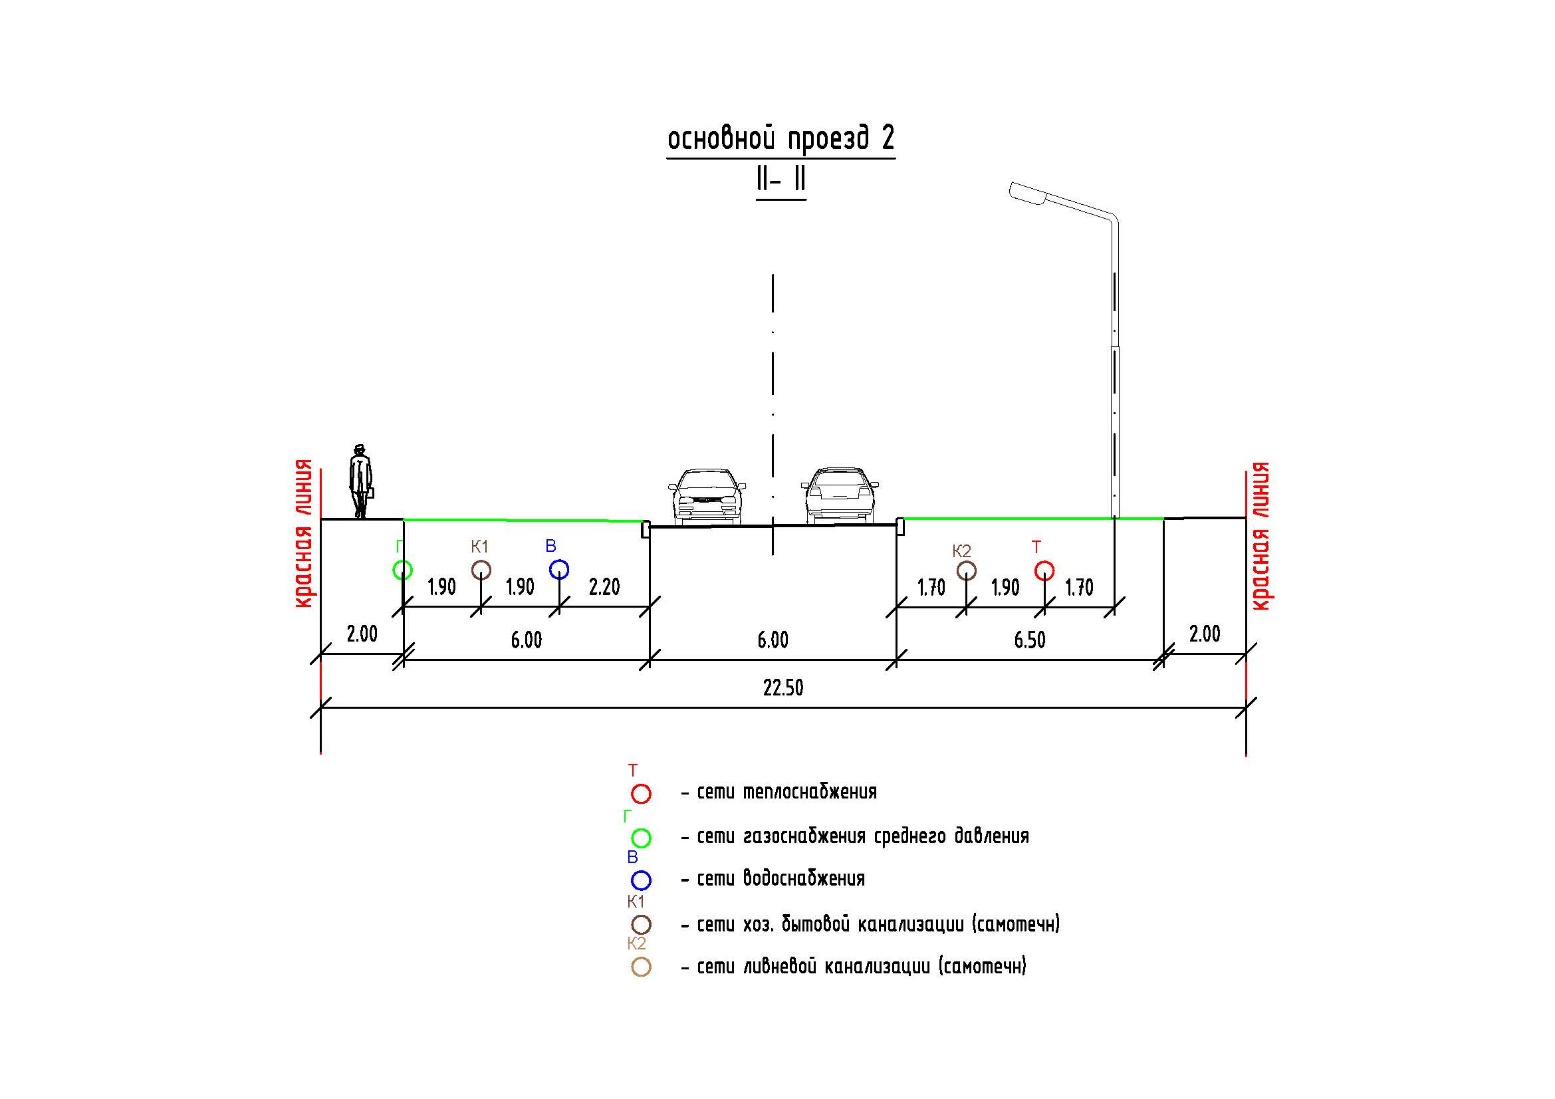 основной проезд 2
II- II
красная линия
красная линия
Г
К1
В
К2
Т
1.90
1.90
2.20
1.70
1.90
1.70
2.00
6.00
6.00
6.50
2.00
22.50
Т
- сети теплоснабжения
Г
- сети газоснабжения среднего давления
В
- сети водоснабжения
К1
- сети хоз. бытовой канализации (самотечн)
К2
- сети ливневой канализации (самотечн)